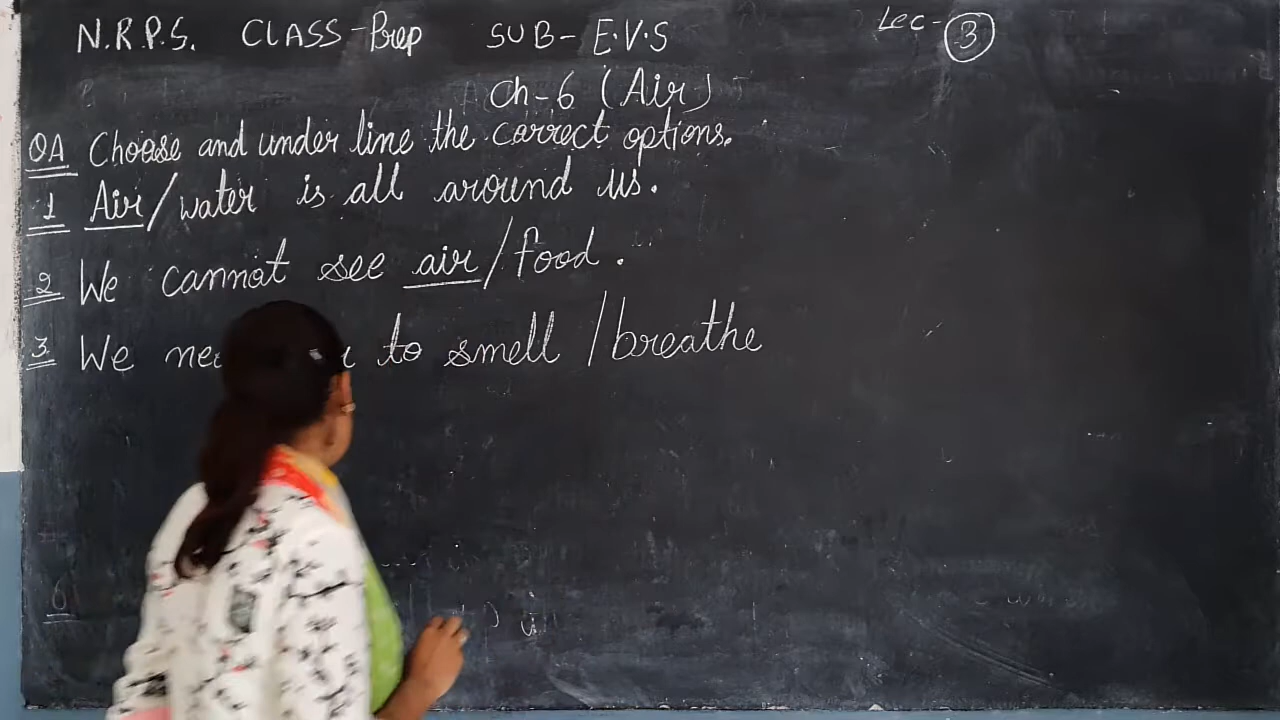 N.R.P.S. CLASS-Prep SUB- E.V.S Lec- 3
Ch-6 (Air)
QA Choose and under line the correct options.
1 Air/water is all around us.
2 We cannot see air/food.
3 We to smell /breathe